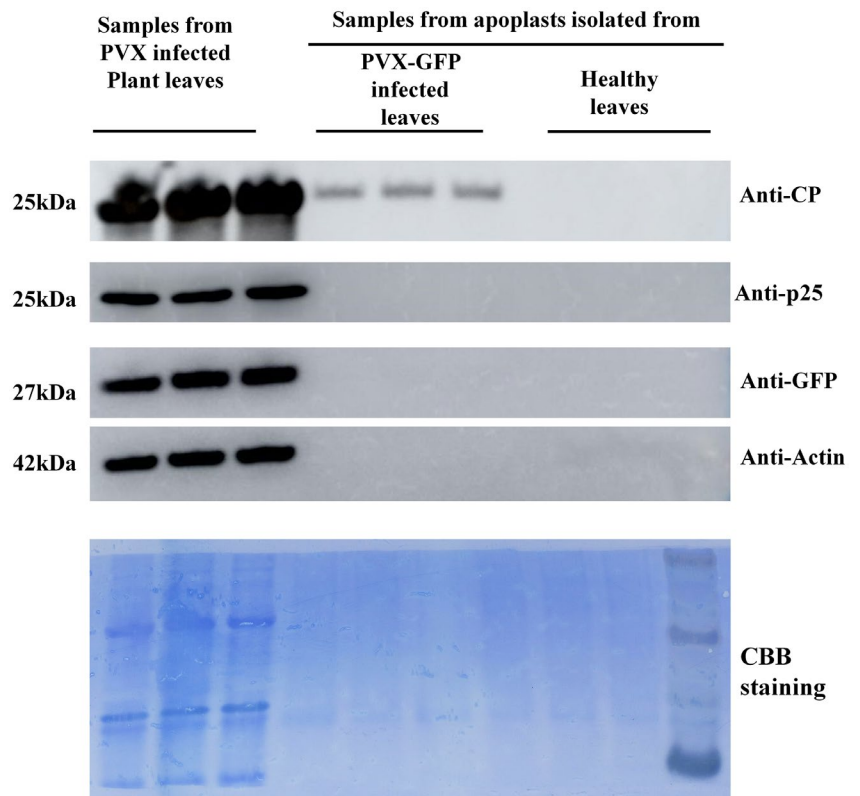 Samples from
PVX infected
Plant leaves
Samples from apoplasts isolated from
PVX-GFP
infected
leaves
Healthy
leaves
25kDa
Anti-CP
25kDa
Anti-p25
27kDa
Anti-GFP
42kDa
Anti-Actin
CBB
staining